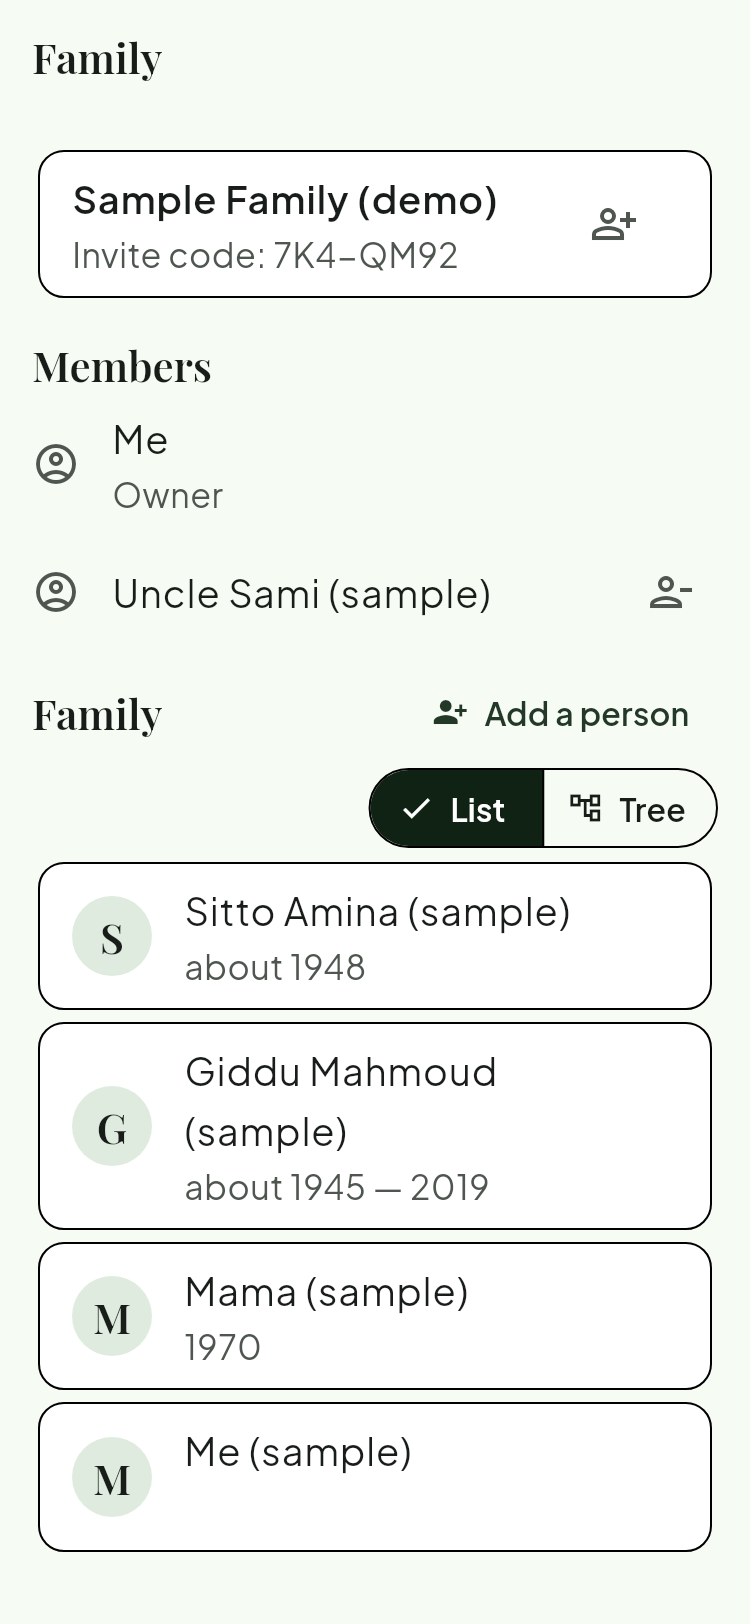 Family
Sample Family (demo)
Invite code: 7K4–QM92
Members
Me
Owner
Uncle Sami (sample)
Family
Add a person
List
Tree
S
Sitto Amina (sample)
about 1948
G
Giddu Mahmoud
(sample)
about 1945 — 2019
M
Mama (sample)
1970
M
Me (sample)